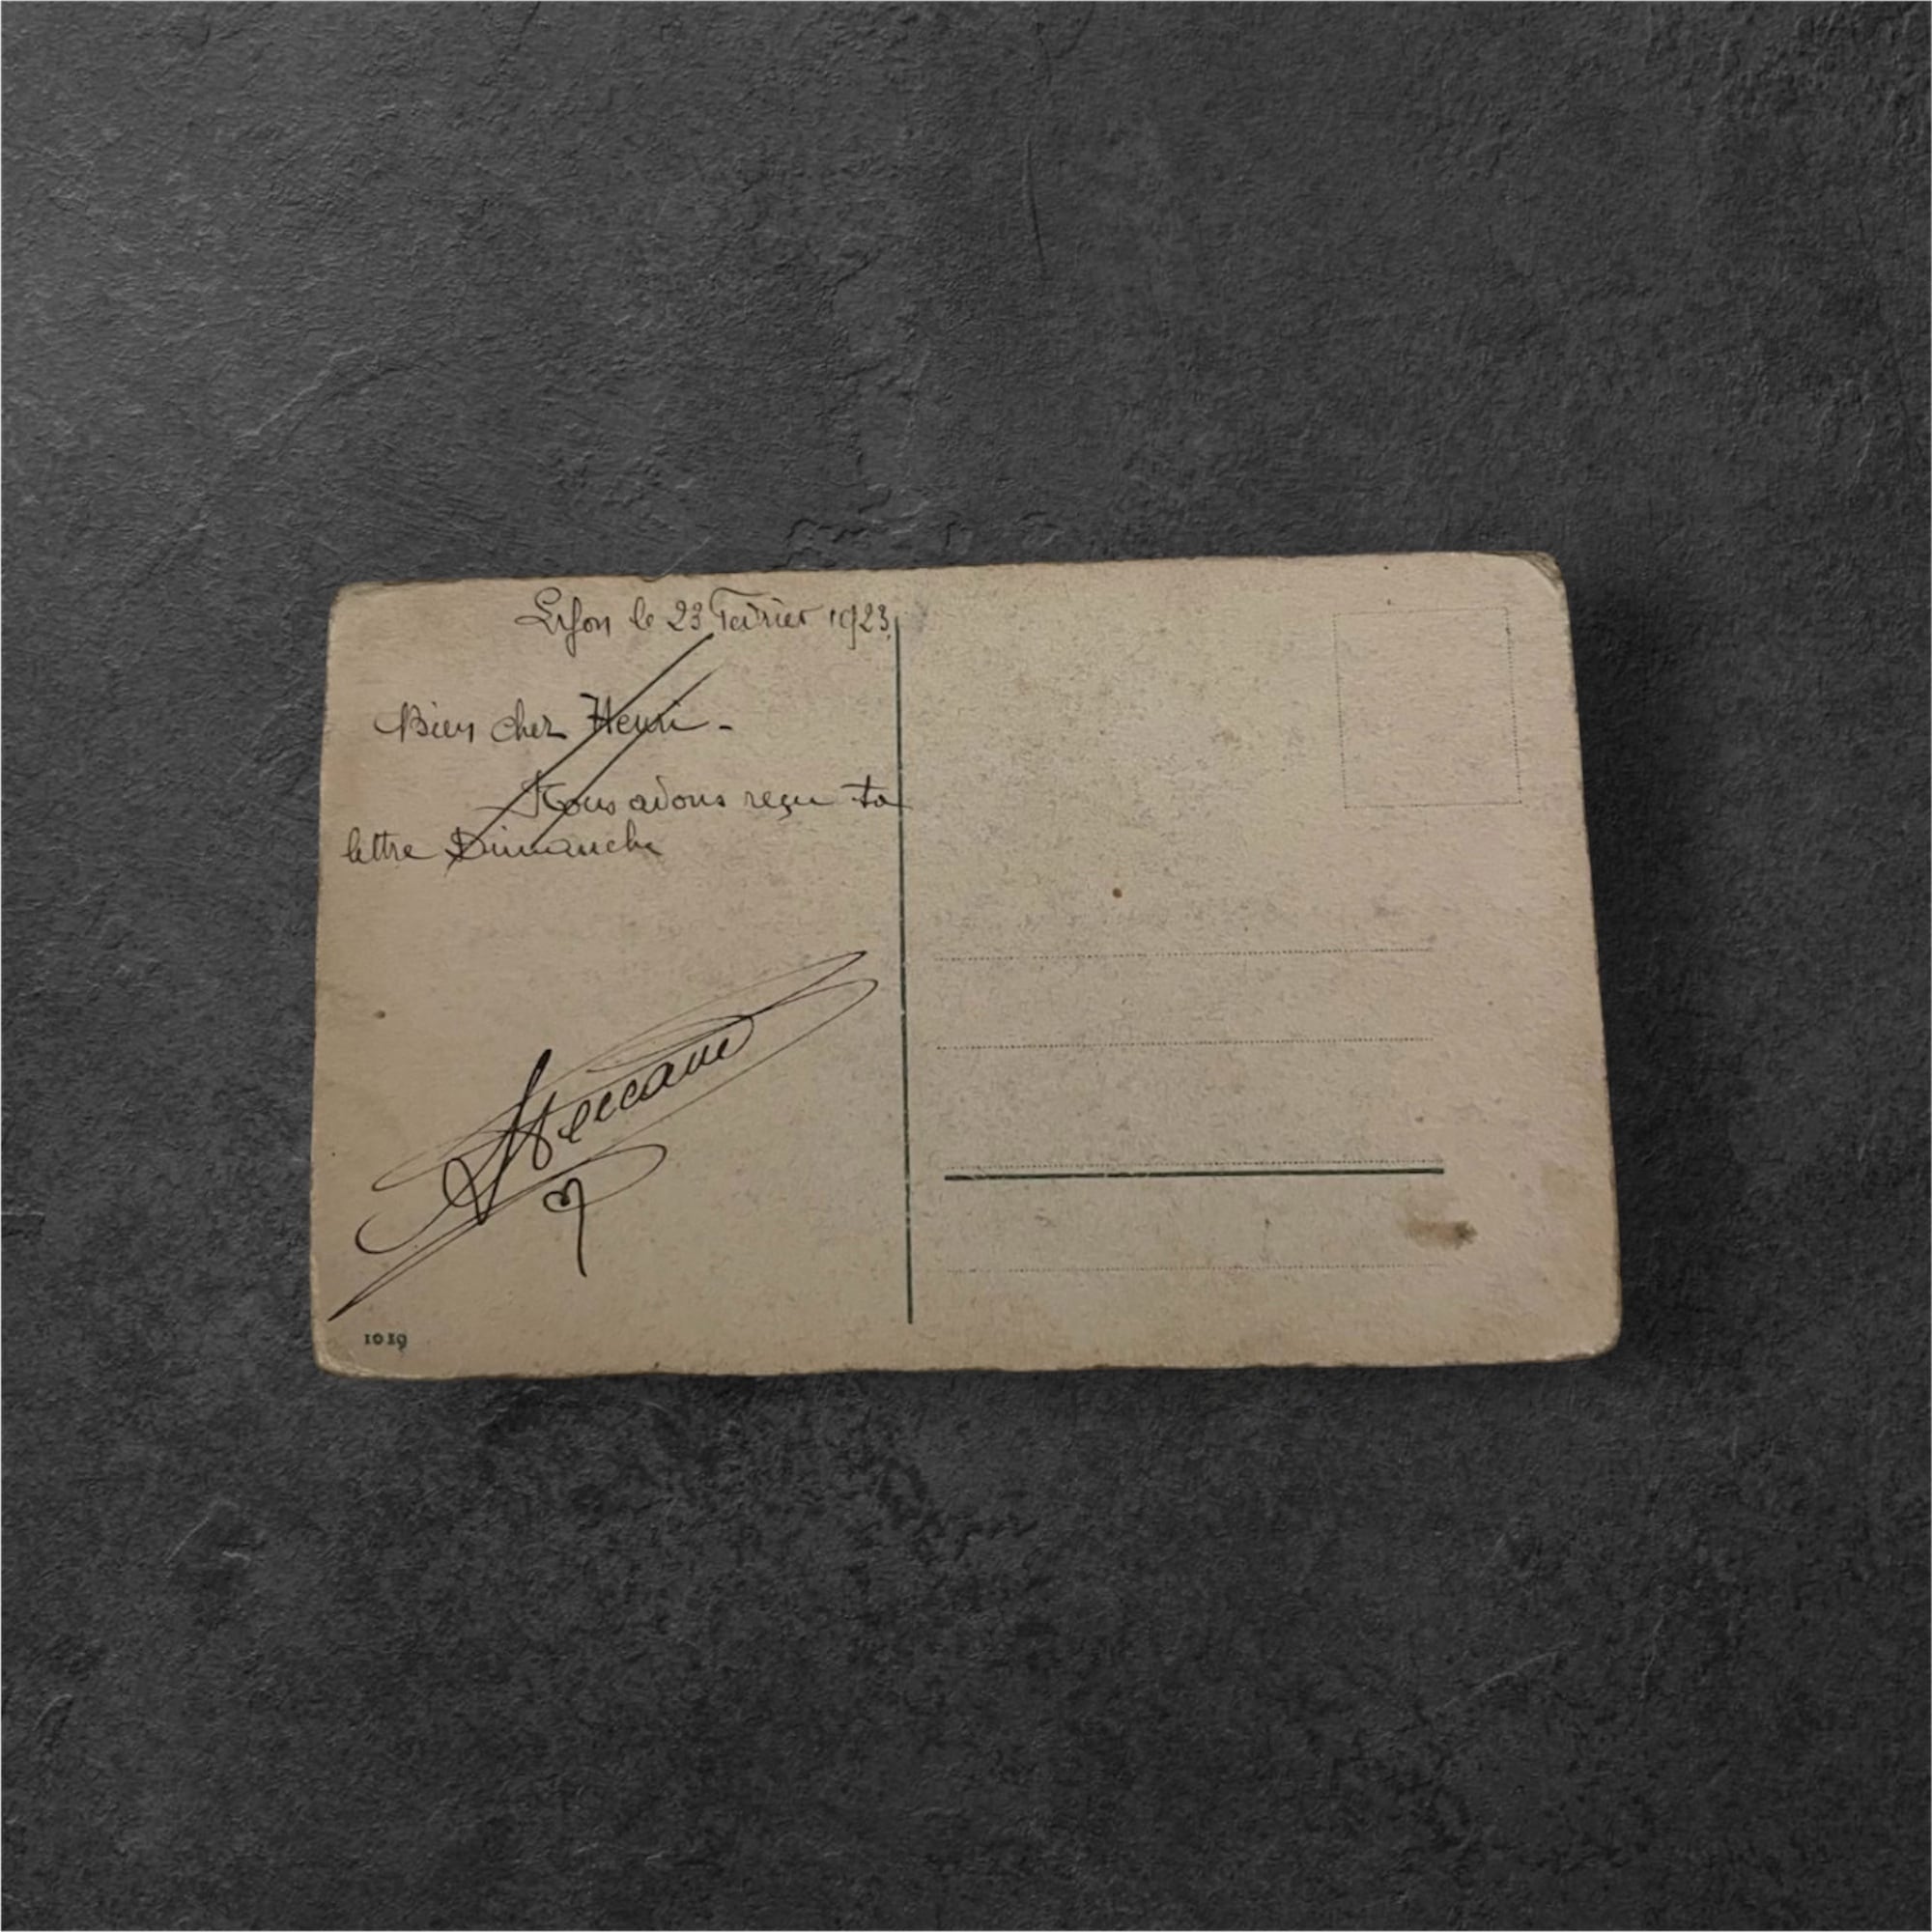 Lyon le 23 Février 1923
Bien cher Henri -
Nous avons reçu ta
lettre Dimanche
1019